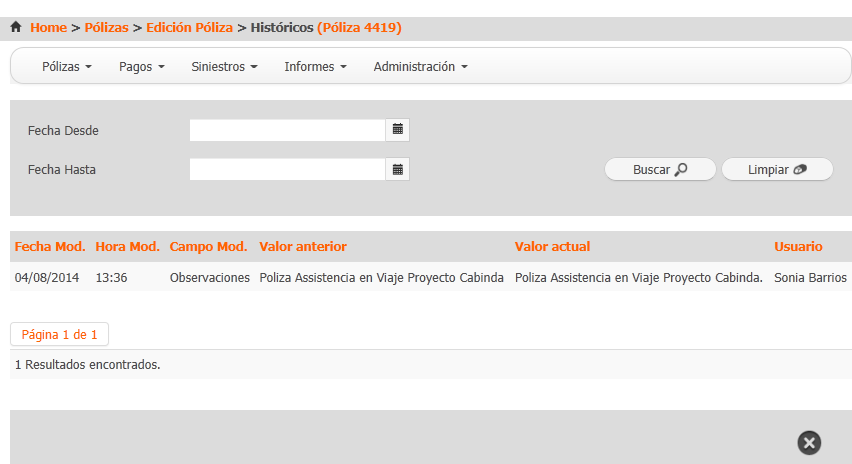 Home > Pólizas > Edición Póliza > Históricos (Póliza 4419)
Pólizas Pagos Siniestros Informes Administración
Fecha Desde
Fecha Hasta Buscar Limpiar
Fecha Mod. Hora Mod. Campo Mod. Valor anterior Valor actual Usuario
04/08/2014 13:36 Observaciones Poliza Assistencia en Viaje Proyecto Cabinda Poliza Assistencia en Viaje Proyecto Cabinda. Sonia Barrios
Página 1 de 1
1 Resultados encontrados.